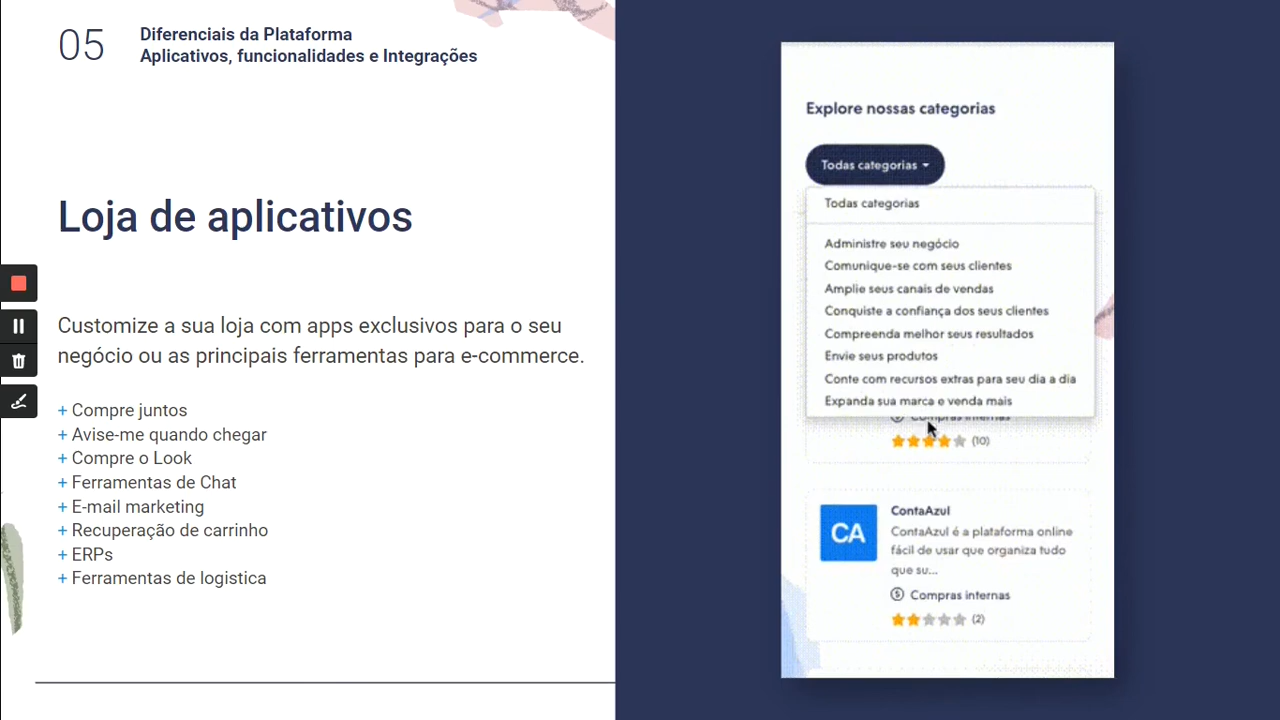 05
Diferenciais da Plataforma
Aplicativos, funcionalidades e Integrações
Loja de aplicativos
Customize a sua loja com apps exclusivos para o seu
negócio ou as principais ferramentas para e-commerce.
+ Compre juntos
+ Avise-me quando chegar
+ Compre o Look
+ Ferramentas de Chat
+ E-mail marketing
+ Recuperação de carrinho
+ ERPs
+ Ferramentas de logistica
Explore nossas categorias
Todas categorias
Todas categorias
Administre seu negócio
Comunique-se com seus clientes
Amplie seus canais de vendas
Conquiste a confiança dos seus clientes
Compreenda melhor seus resultados
Envie seus produtos
Conte com recursos extras para seu dia a dia
Expanda sua marca e venda mais
Compras internas
(10)
CA
ContaAzul
ContaAzul é a plataforma online
fácil de usar que organiza tudo
que su...
Compras internas
(2)